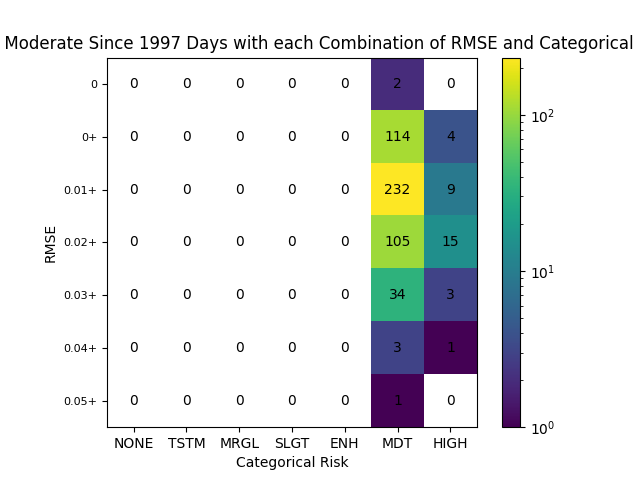 Moderate Since 1997 Days with each Combination of RMSE and Categorical
0 0 0 0 0 0 2 0
0+ 0 0 0 0 0 114 4
0.01+ 0 0 0 0 0 232 9
0.02+ 0 0 0 0 0 105 15
0.03+ 0 0 0 0 0 34 3
0.04+ 0 0 0 0 0 3 1
0.05+ 0 0 0 0 0 1 0
NONE TSTM MRGL SLGT ENH MDT HIGH
Categorical Risk
RMSE
10²
10¹
10⁰